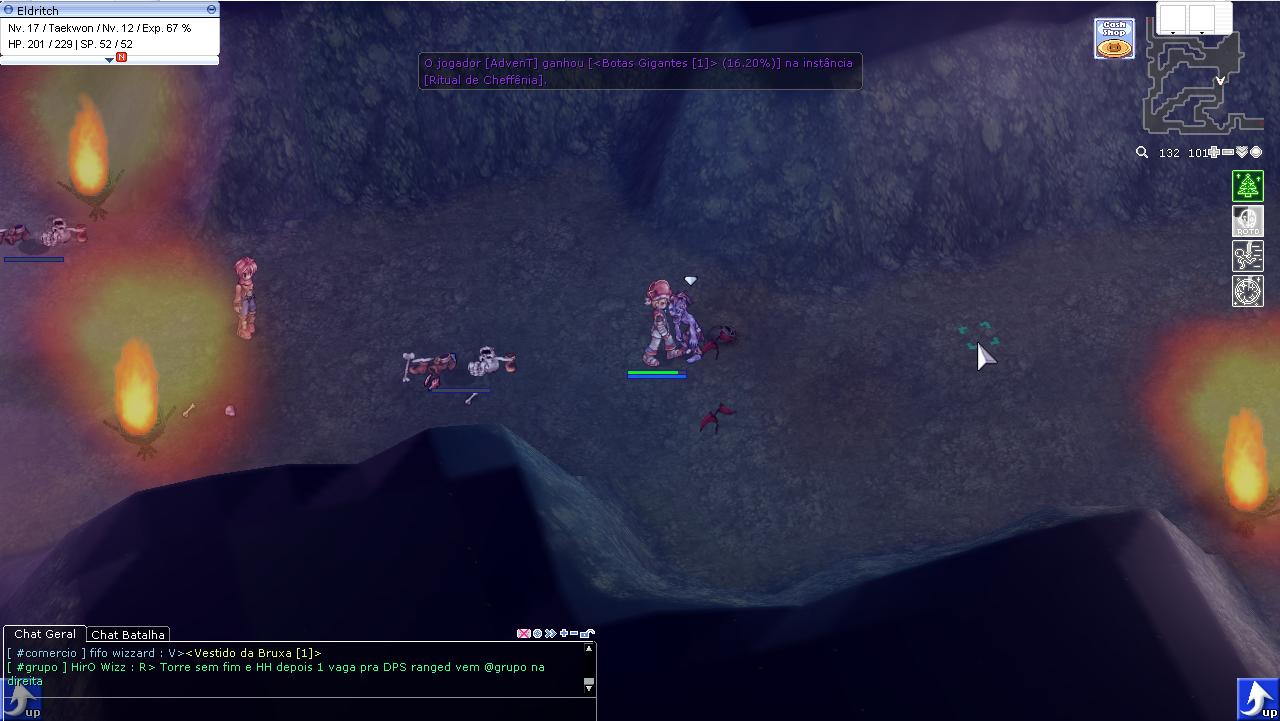 Eldritch
Nv. 17 / Taekwon / Nv. 12 / Exp. 67 %
HP. 201 / 229 | SP. 52 / 52
N
O jogador [AdvenT] ganhou [<Botas Gigantes [1]> (16.20%)] na instância
[Ritual de Cheffênia].
Cash
Shop
132 101
ROTD
Chat Geral
Chat Batalha
[ #comercio ] fifo wizzard : V><Vestido da Bruxa [1]>
[ #grupo ] HirO Wizz : R> Torre sem fim e HH depois 1 vaga pra DPS ranged vem @grupo na
direita
up
up